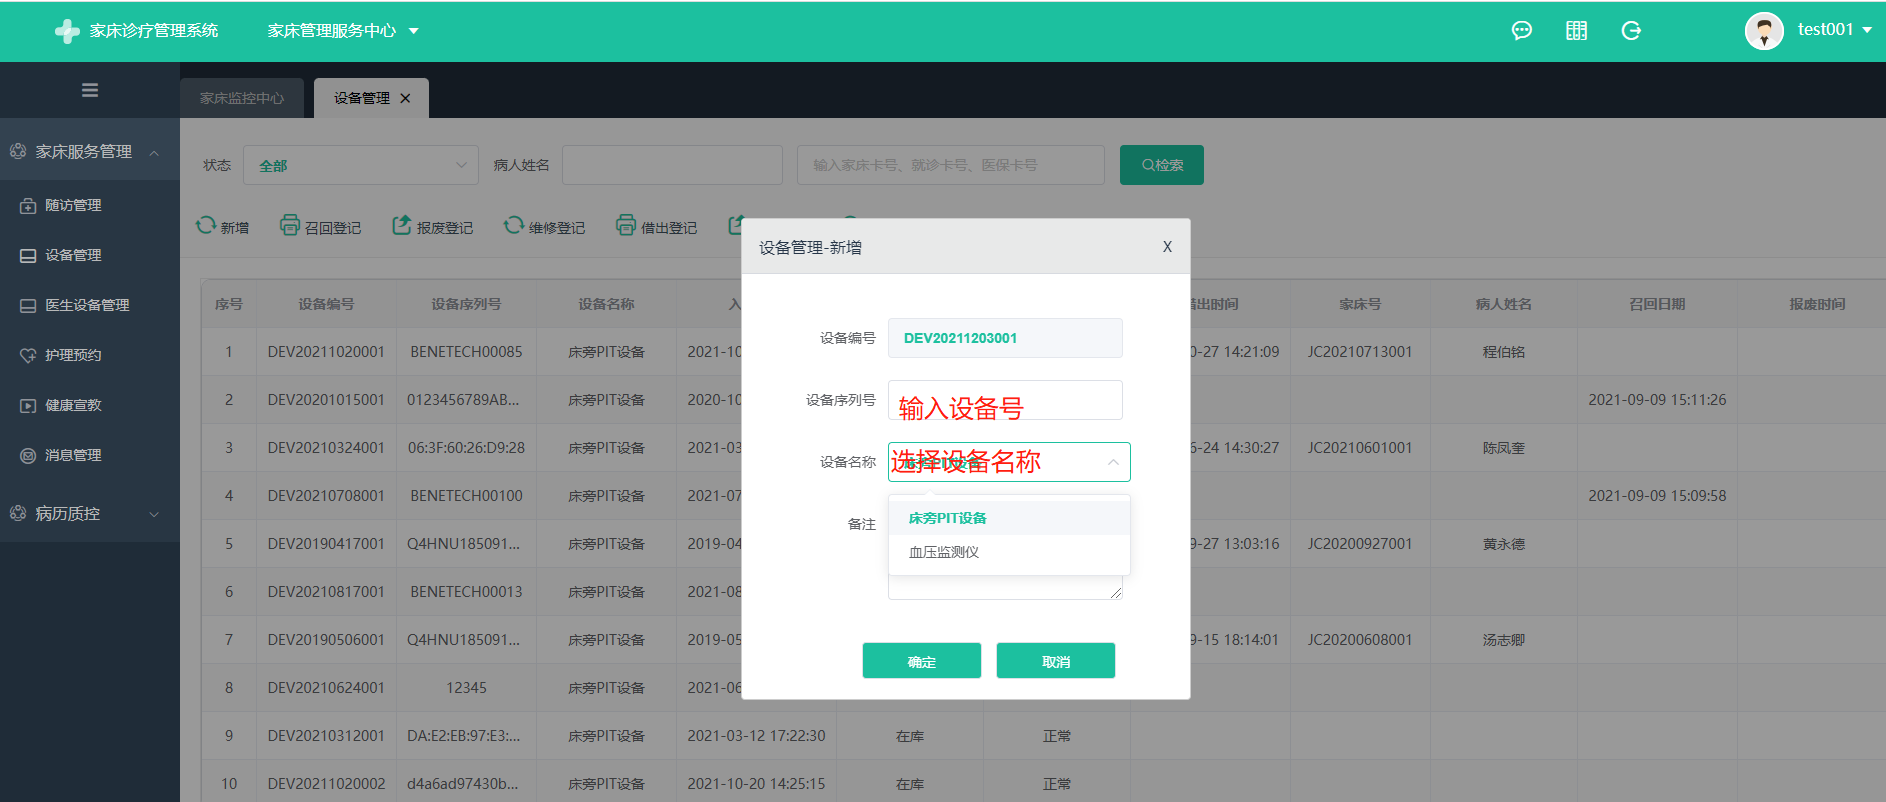 家床诊疗管理系统 家床管理服务中心 test001
家床监控中心 设备管理
家床服务管理
随访管理
设备管理
医生设备管理
护理预约
健康宣教
消息管理
病历质控
状态 全部 病人姓名 输入家床卡号、就诊卡号、医保卡号 检索
新增 召回登记 报废登记 维修登记 借出登记
序号 设备编号 设备序列号 设备名称 入 出时间 家床号 病人姓名 召回日期 报废时间
1 DEV20211020001 BENETECH00085 床旁PIT设备 2021-10 0-27 14:21:09 JC20210713001 程伯铭
2 DEV20201015001 0123456789AB... 床旁PIT设备 2020-10 2021-09-09 15:11:26
3 DEV20210324001 06:3F:60:26:D9:28 床旁PIT设备 2021-03 5-24 14:30:27 JC20210601001 陈凤奎
4 DEV20210708001 BENETECH00100 床旁PIT设备 2021-07 2021-09-09 15:09:58
5 DEV20190417001 Q4HNU185091... 床旁PIT设备 2019-04 9-27 13:03:16 JC20200927001 黄永德
6 DEV20210817001 BENETECH00013 床旁PIT设备 2021-08
7 DEV20190506001 Q4HNU185091... 床旁PIT设备 2019-05 9-15 18:14:01 JC20200608001 汤志卿
8 DEV20210624001 12345 床旁PIT设备 2021-06
9 DEV20210312001 DA:E2:EB:97:E3:... 床旁PIT设备 2021-03-12 17:22:30 在库 正常
10 DEV20211020002 d4a6ad97430b... 床旁PIT设备 2021-10-20 14:25:15 在库 正常
设备管理-新增 X
设备编号 DEV20211203001
设备序列号 输入设备号
设备名称 选择设备名称
床旁PIT设备
血压监测仪
备注
确定 取消